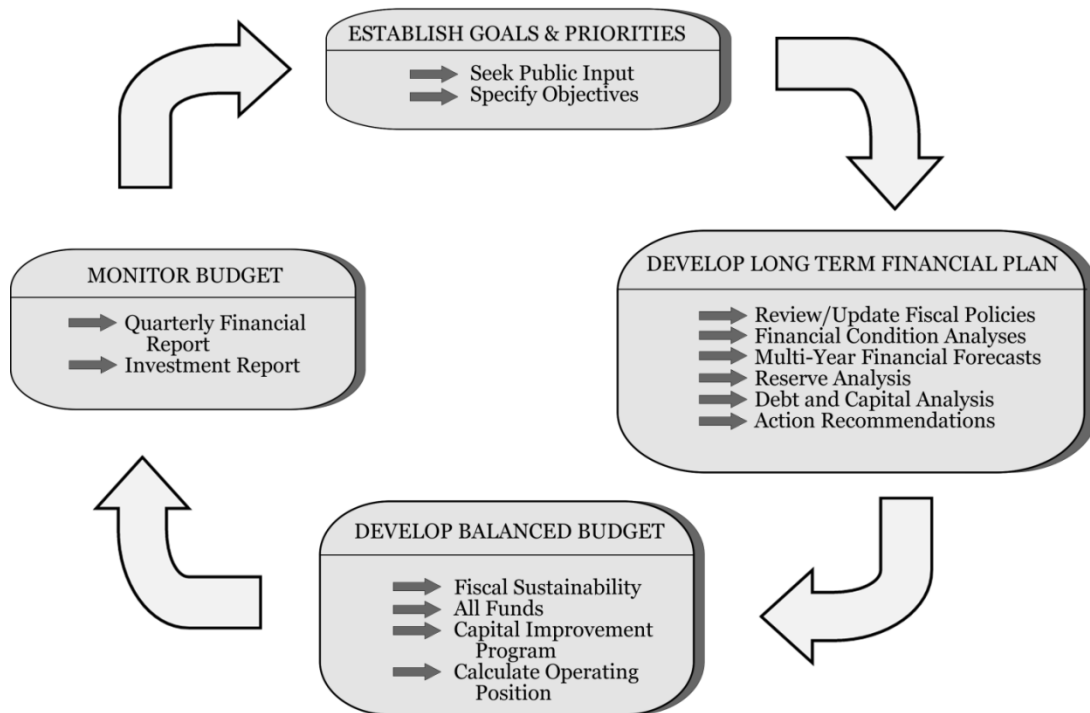 ESTABLISH GOALS & PRIORITIES
Seek Public Input
Specify Objectives
DEVELOP LONG TERM FINANCIAL PLAN
Review/Update Fiscal Policies
Financial Condition Analyses
Multi-Year Financial Forecasts
Reserve Analysis
Debt and Capital Analysis
Action Recommendations
DEVELOP BALANCED BUDGET
Fiscal Sustainability
All Funds
Capital Improvement
Program
Calculate Operating
Position
MONITOR BUDGET
Quarterly Financial
Report
Investment Report